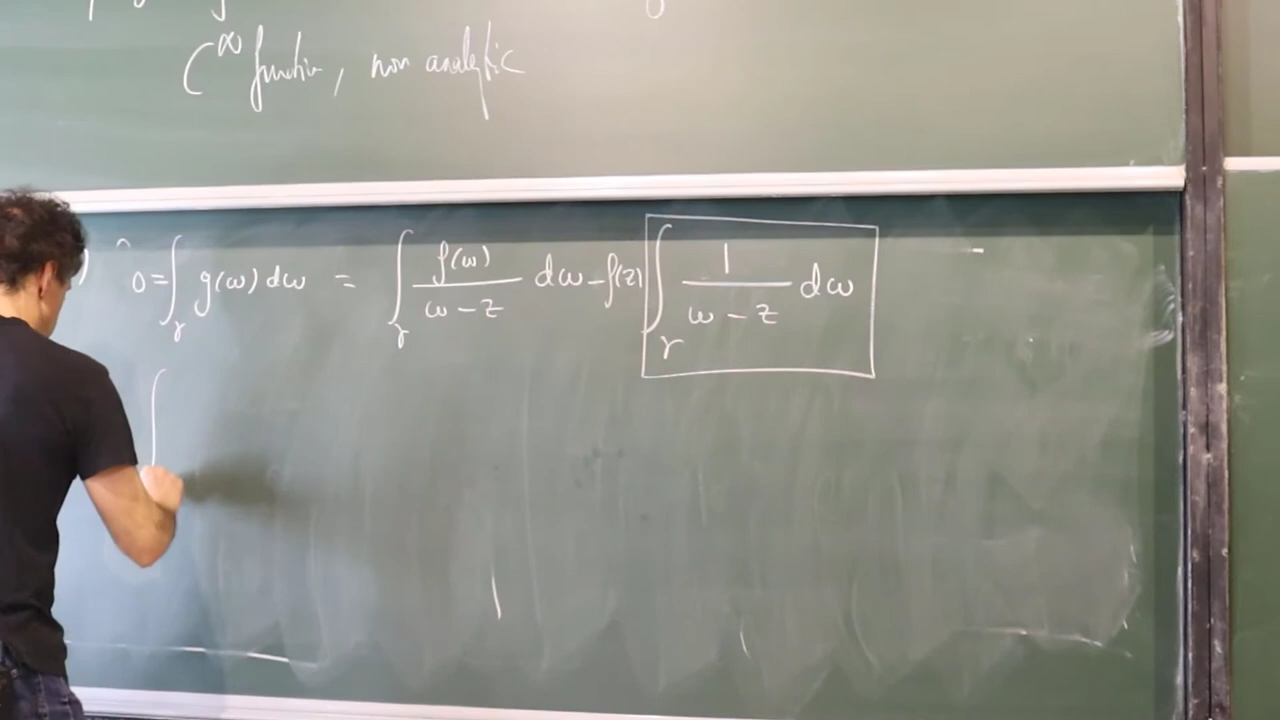 C^∞ function, non analytic
) 0 = ∫_γ g(ω) dω = ∫_γ f(ω)/(ω - z) dω - f(z) ∫_γ 1/(ω - z) dω
∫